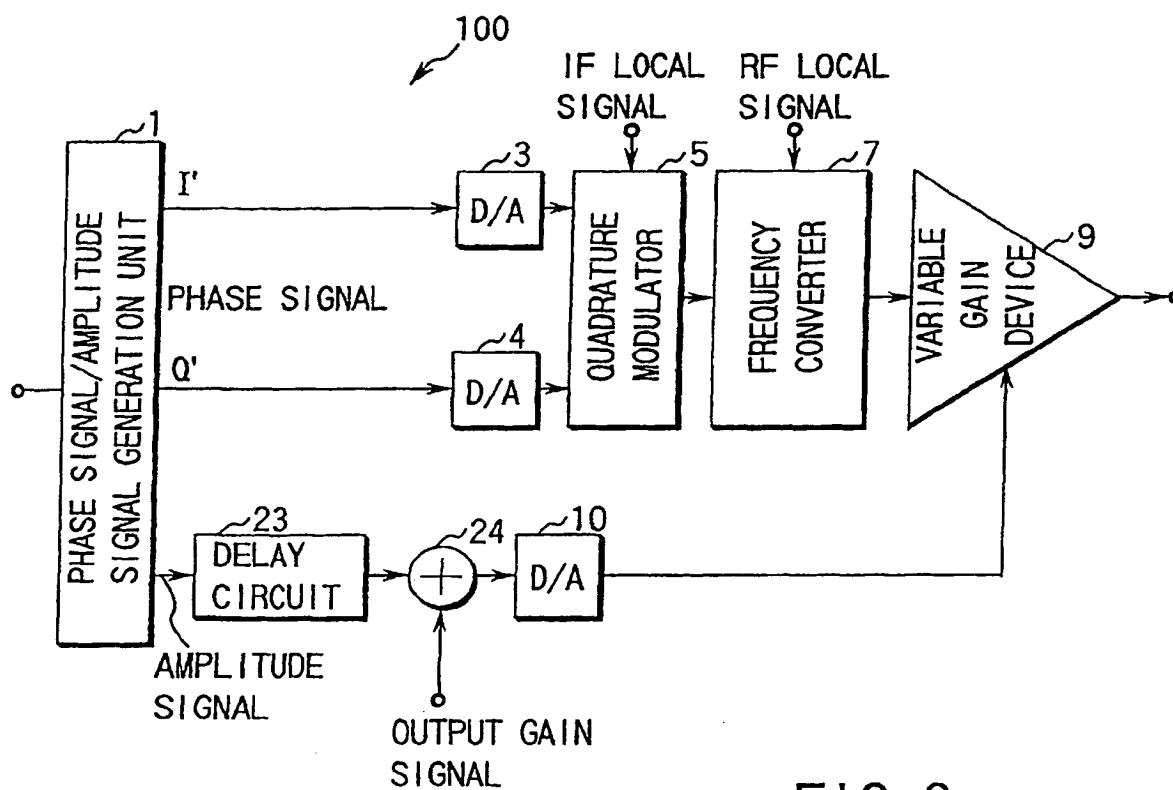 100
IF LOCAL
SIGNAL
RF LOCAL
SIGNAL
1
PHASE SIGNAL/AMPLITUDE
SIGNAL GENERATION UNIT
I'
PHASE SIGNAL
Q'
3
D/A
4
D/A
5
QUADRATURE
MODULATOR
7
FREQUENCY
CONVERTER
9
VARIABLE
GAIN
DEVICE
23
DELAY
CIRCUIT
24
+
10
D/A
AMPLITUDE
SIGNAL
OUTPUT GAIN
SIGNAL